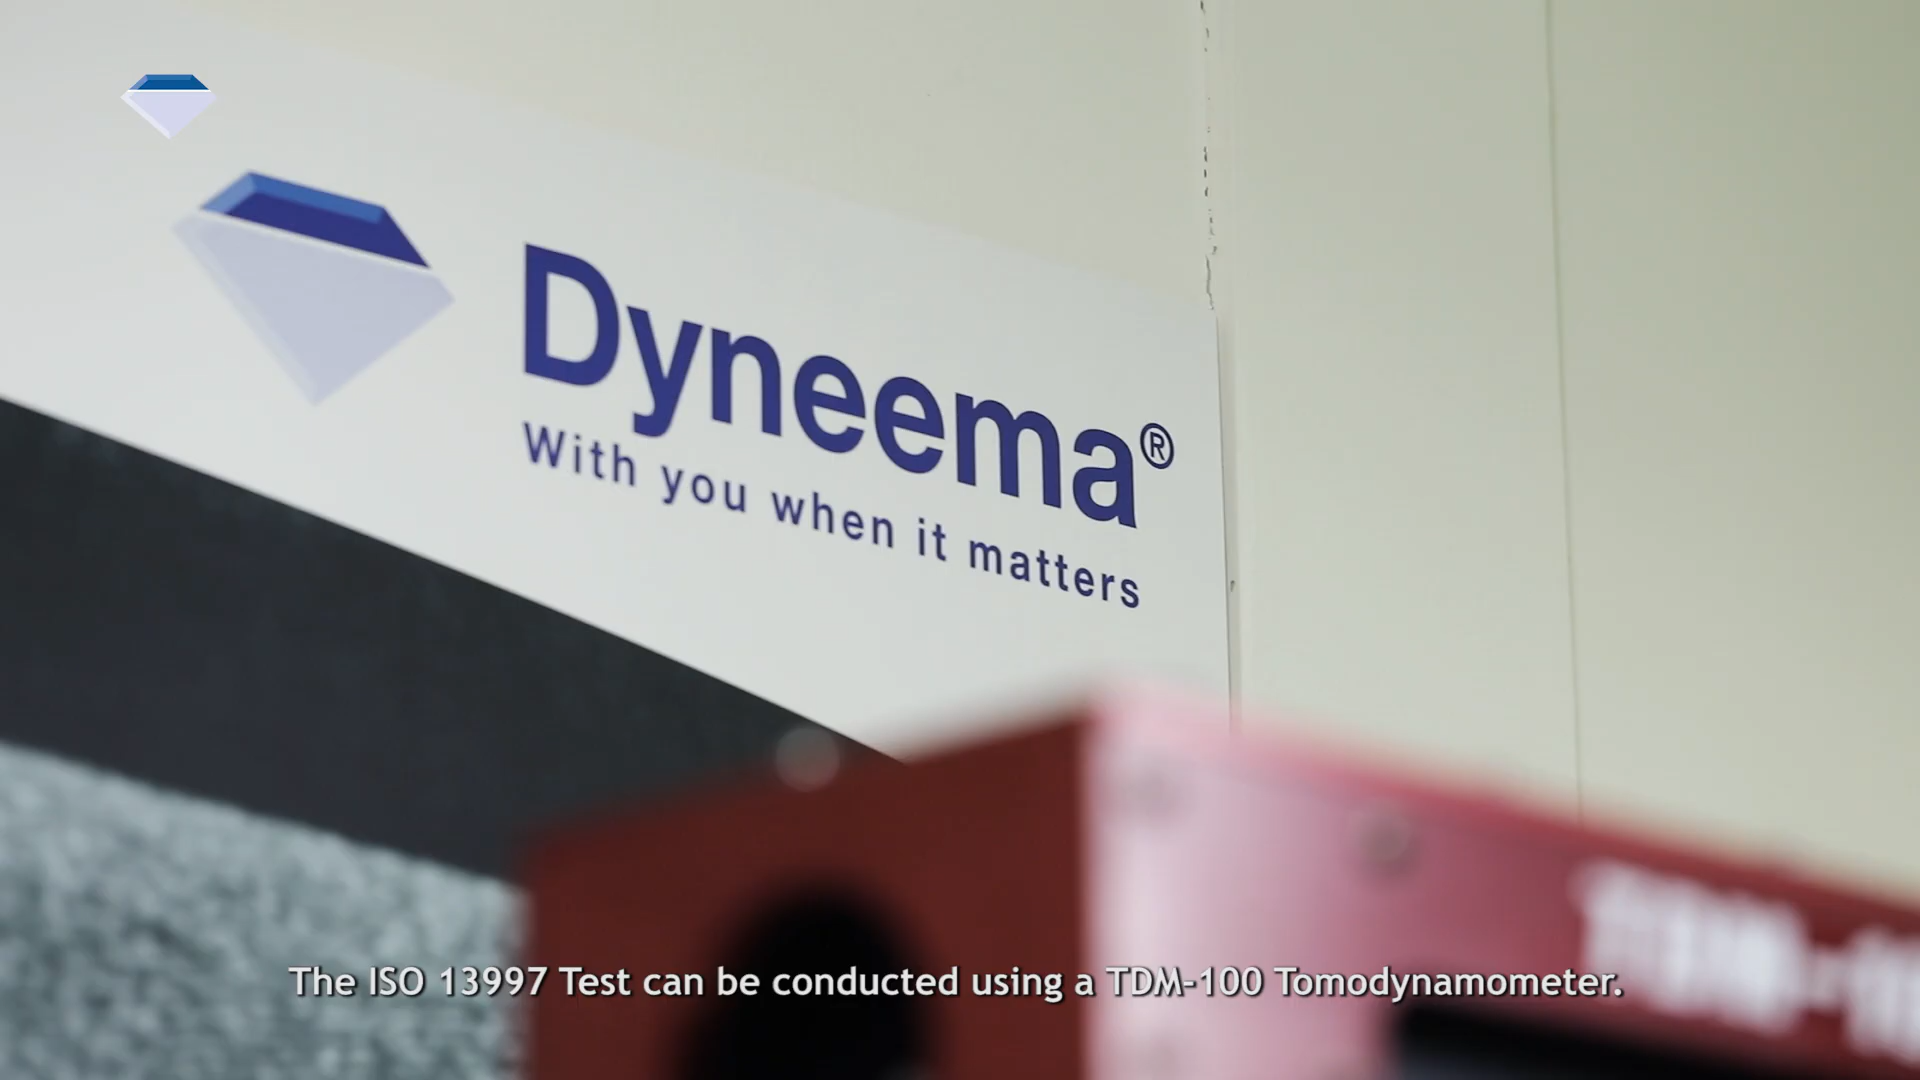 Dyneema®
With you when it matters
The ISO 13997 Test can be conducted using a TDM-100 Tomodynamometer.